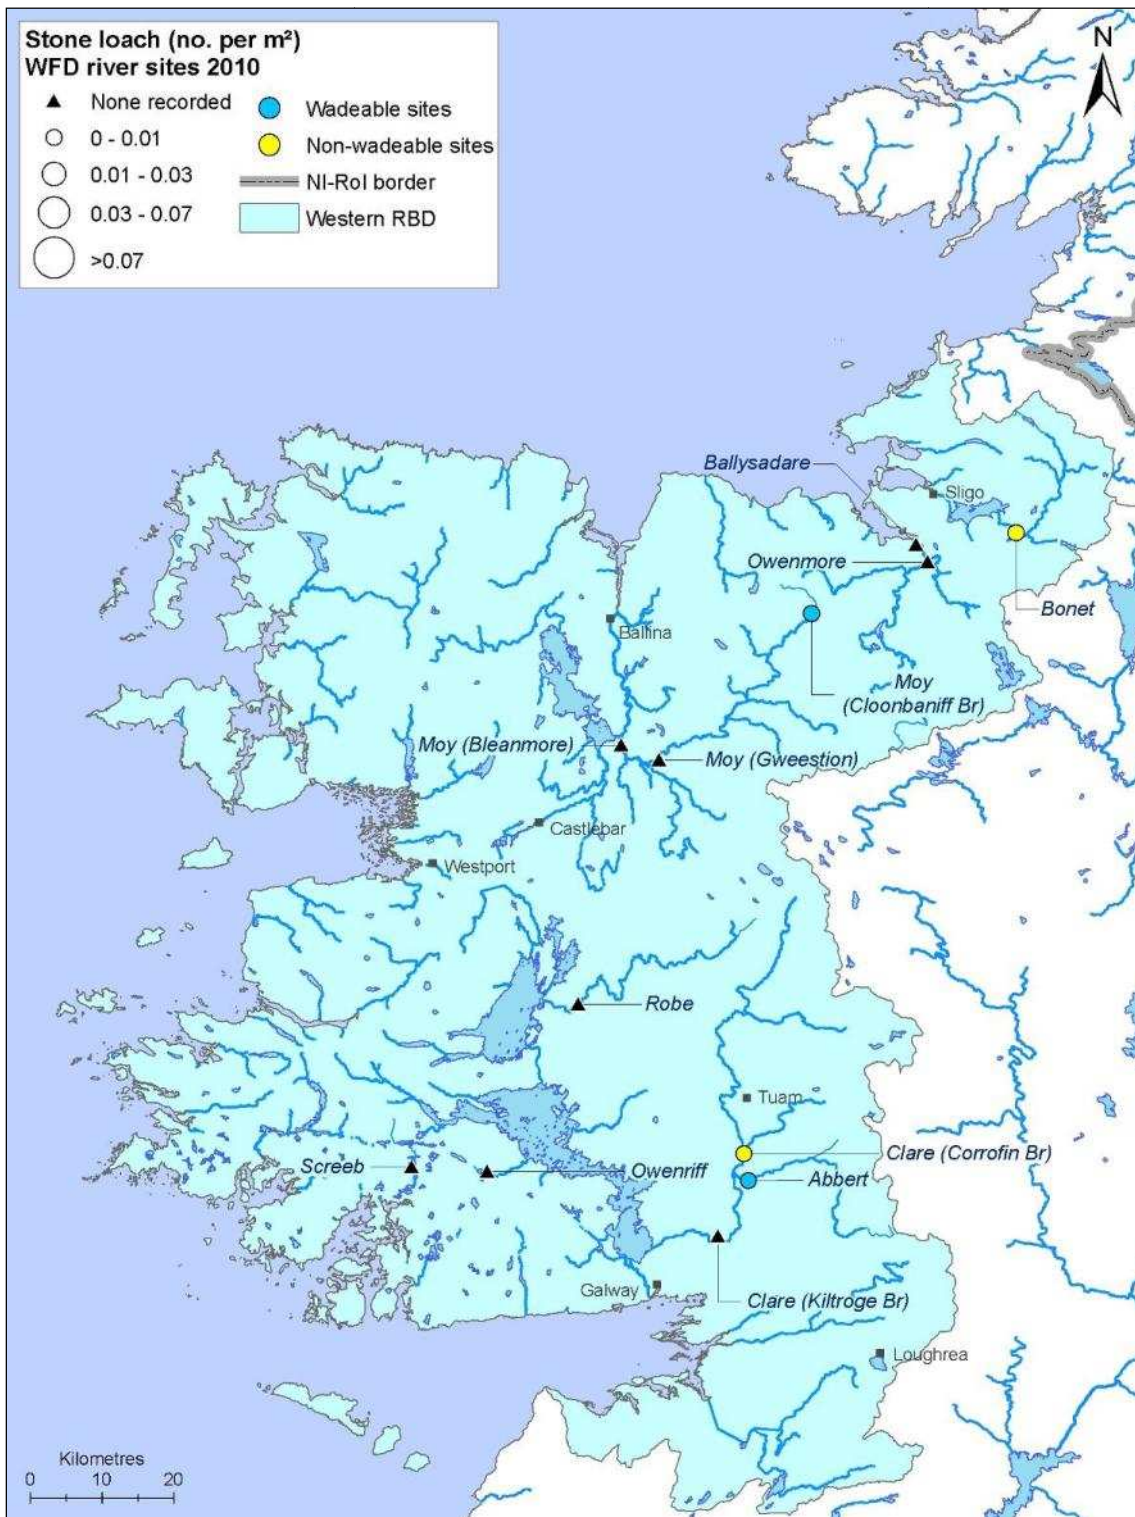 Stone loach (no. per m²)
WFD river sites 2010
None recorded
0 - 0.01
0.01 - 0.03
0.03 - 0.07
>0.07
Wadeable sites
Non-wadeable sites
NI-RoI border
Western RBD
N
Ballysadare
Sligo
Owenmore
Bonet
Ballina
Moy
(Cloonbaniff Br)
Moy (Bleanmore)
Moy (Gweestion)
Castlebar
Westport
Robe
Tuam
Clare (Corrofin Br)
Screeb
Owenriff
Abbert
Galway
Clare (Kiltroge Br)
Loughrea
Kilometres
0 10 20